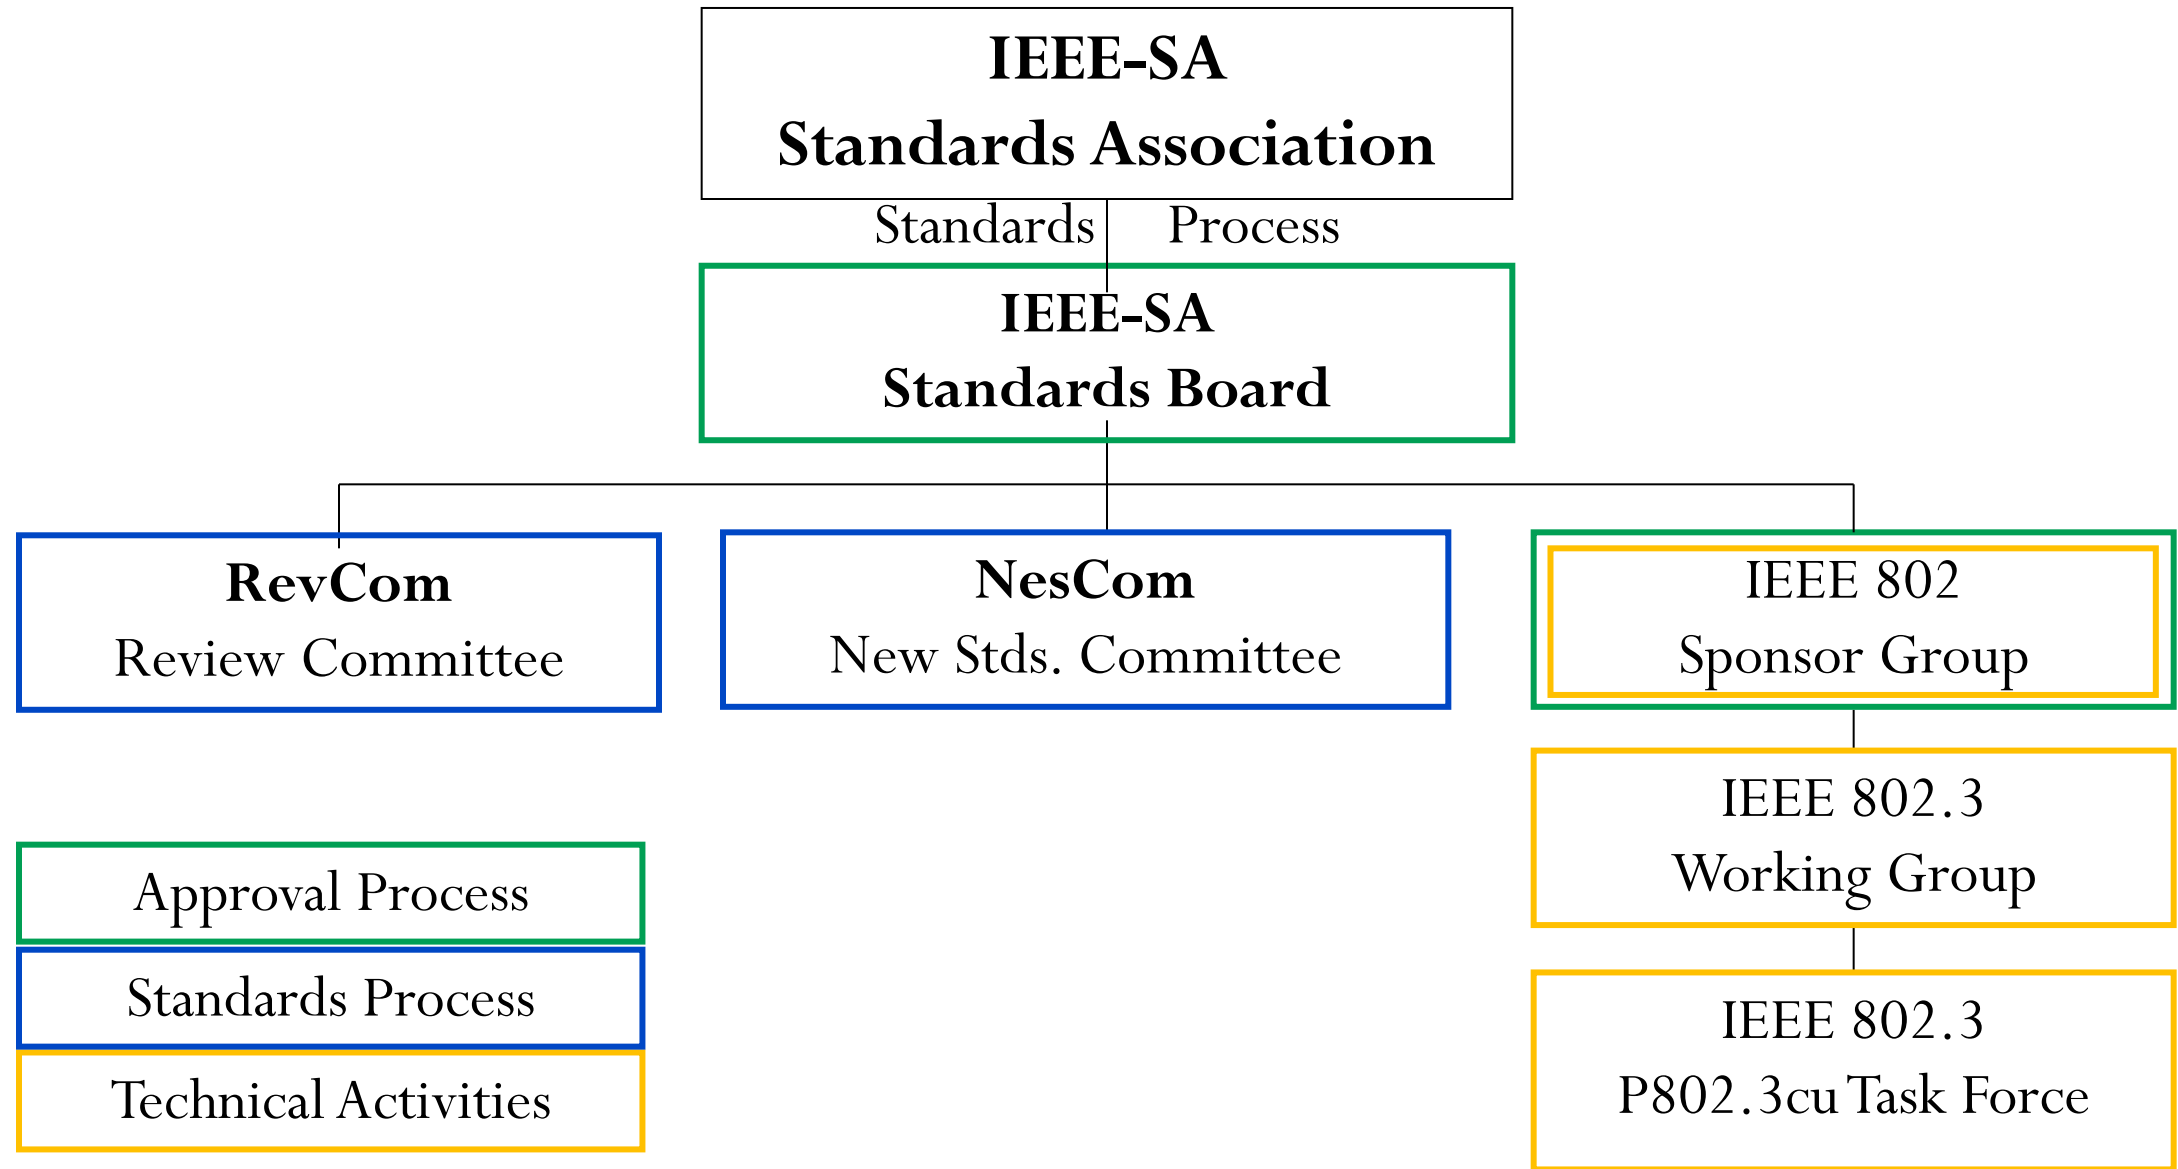 IEEE-SA
Standards Association
Standards Process
IEEE-SA
Standards Board
RevCom
Review Committee
NesCom
New Stds. Committee
IEEE 802
Sponsor Group
IEEE 802.3
Working Group
IEEE 802.3
P802.3cu Task Force
Approval Process
Standards Process
Technical Activities